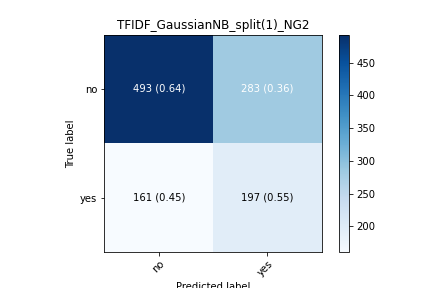 TFIDF_GaussianNB_split(1)_NG2
True label
no
493 (0.64)
283 (0.36)
yes
161 (0.45)
197 (0.55)
no
yes
Predicted label
450
400
350
300
250
200